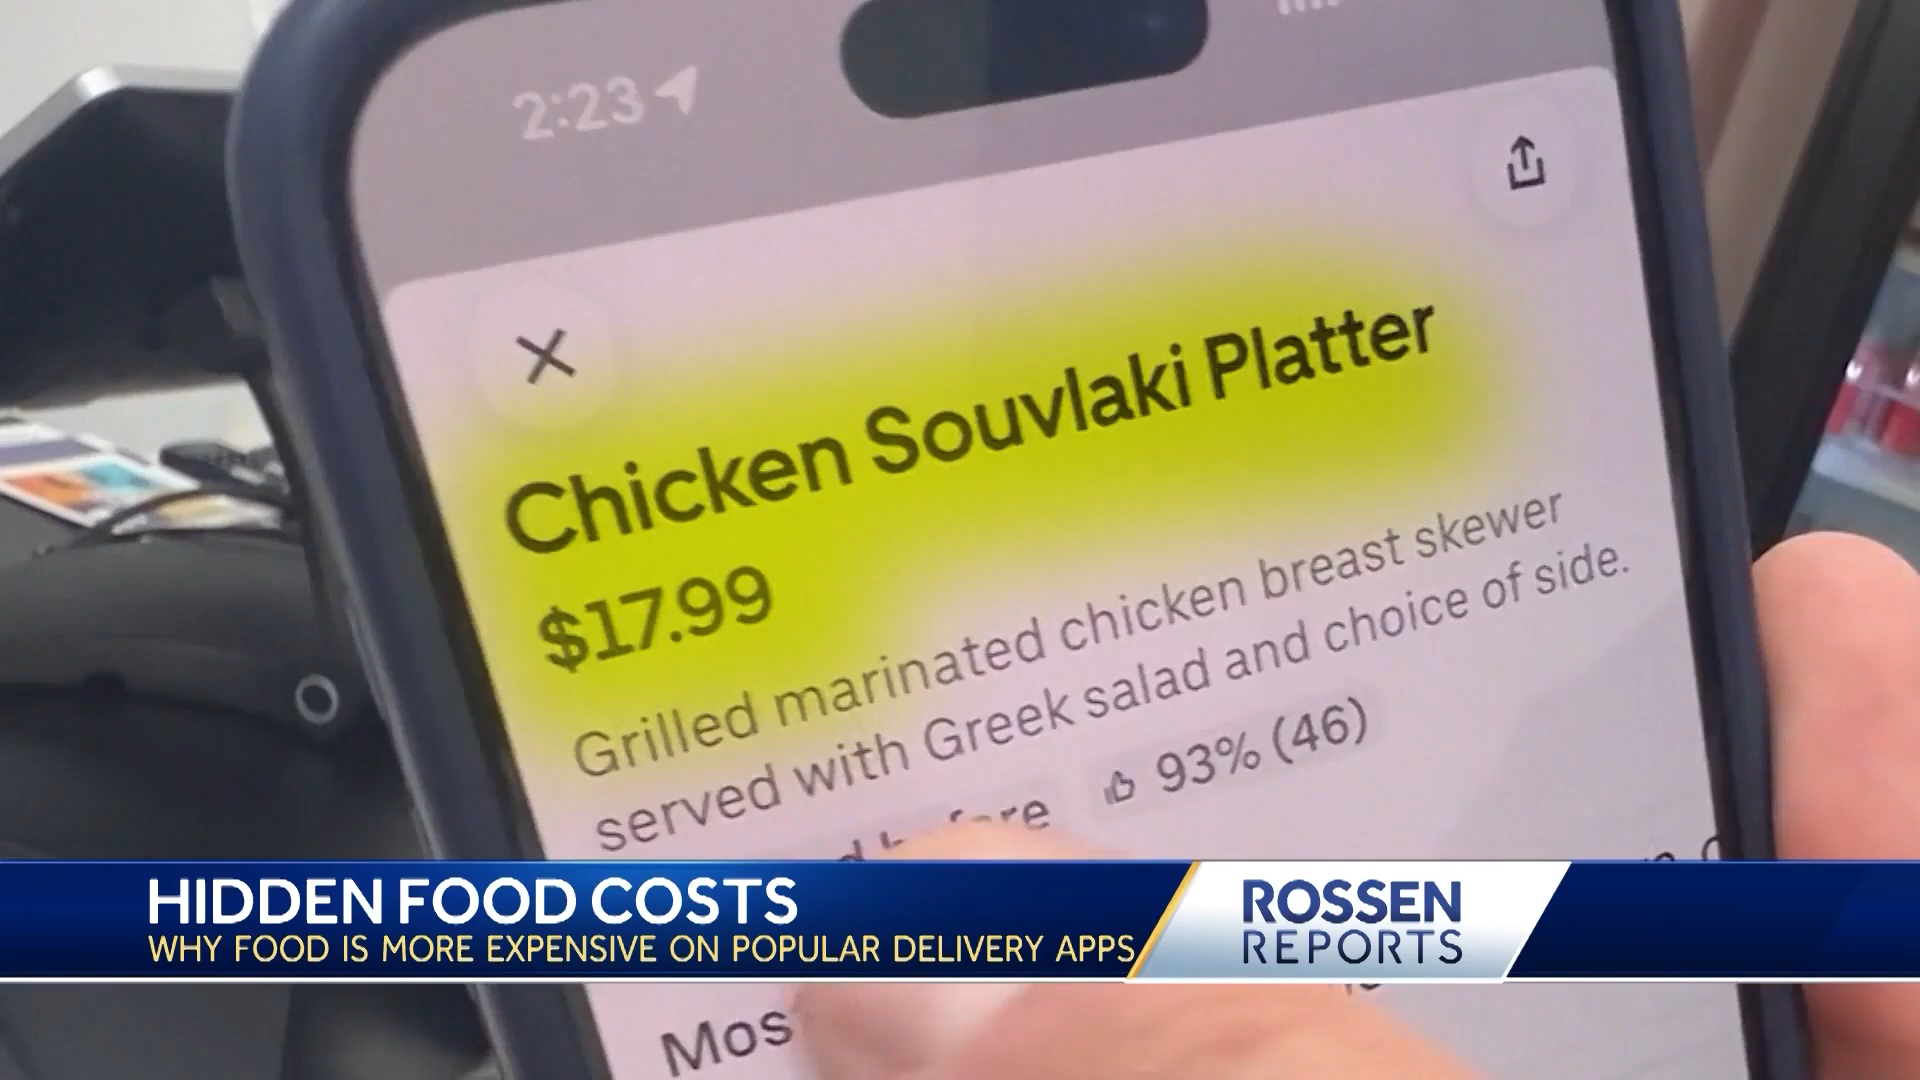 2:23
Chicken Souvlaki Platter
$17.99
Grilled marinated chicken breast skewer
served with Greek salad and choice of side.
93% (46)
HIDDEN FOOD COSTS
WHY FOOD IS MORE EXPENSIVE ON POPULAR DELIVERY APPS
ROSSEN
REPORTS